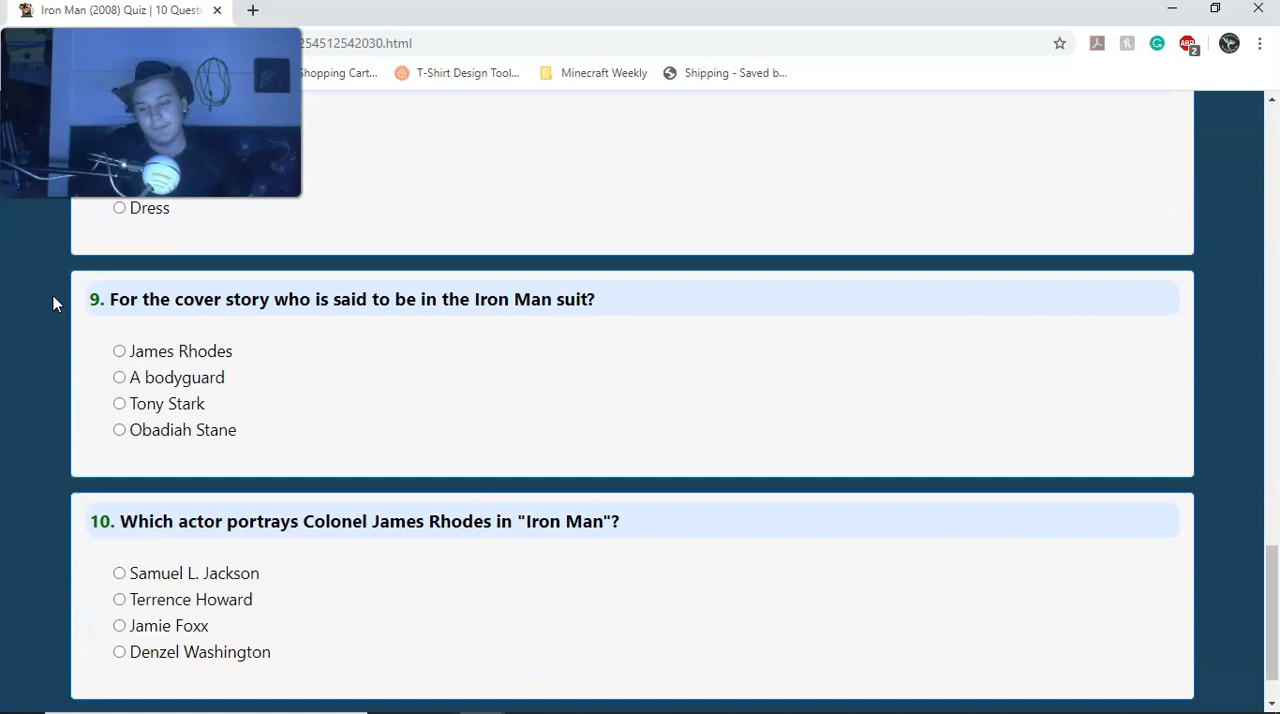 Iron Man (2008) Quiz | 10 Questi
254512542030.html
2
Shopping Cart...
T-Shirt Design Tool...
Minecraft Weekly
Shipping - Saved b...
Dress
9. For the cover story who is said to be in the Iron Man suit?
James Rhodes
A bodyguard
Tony Stark
Obadiah Stane
10. Which actor portrays Colonel James Rhodes in "Iron Man"?
Samuel L. Jackson
Terrence Howard
Jamie Foxx
Denzel Washington